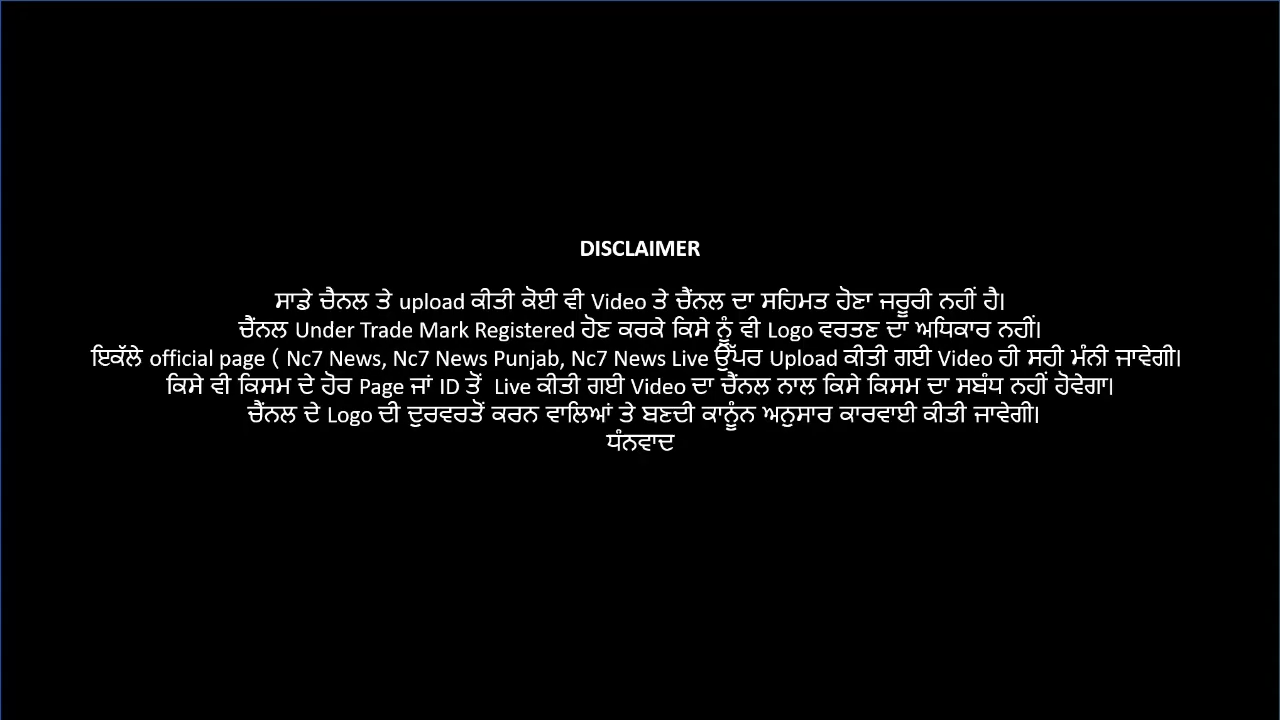 DISCLAIMER
ਸਾਡੇ ਚੈਨਲ ਤੇ upload ਕੀਤੀ ਕੋਈ ਵੀ Video ਤੇ ਚੈਂਨਲ ਦਾ ਸਹਿਮਤ ਹੋਣਾ ਜਰੂਰੀ ਨਹੀਂ ਹੈ।
ਚੈਂਨਲ Under Trade Mark Registered ਹੋਣ ਕਰਕੇ ਕਿਸੇ ਨੂੰ ਵੀ Logo ਵਰਤਣ ਦਾ ਅਧਿਕਾਰ ਨਹੀਂ।
ਇਕੱਲੇ official page ( Nc7 News, Nc7 News Punjab, Nc7 News Live ਉੱਪਰ Upload ਕੀਤੀ ਗਈ Video ਹੀ ਸਹੀ ਮੰਨੀ ਜਾਵੇਗੀ।
ਕਿਸੇ ਵੀ ਕਿਸਮ ਦੇ ਹੋਰ Page ਜਾਂ ID ਤੋਂ Live ਕੀਤੀ ਗਈ Video ਦਾ ਚੈਂਨਲ ਨਾਲ ਕਿਸੇ ਕਿਸਮ ਦਾ ਸਬੰਧ ਨਹੀਂ ਹੋਵੇਗਾ।
ਚੈਂਨਲ ਦੇ Logo ਦੀ ਦੁਰਵਰਤੋਂ ਕਰਨ ਵਾਲਿਆਂ ਤੇ ਬਣਦੀ ਕਾਨੂੰਨ ਅਨੁਸਾਰ ਕਾਰਵਾਈ ਕੀਤੀ ਜਾਵੇਗੀ।
ਧੰਨਵਾਦ